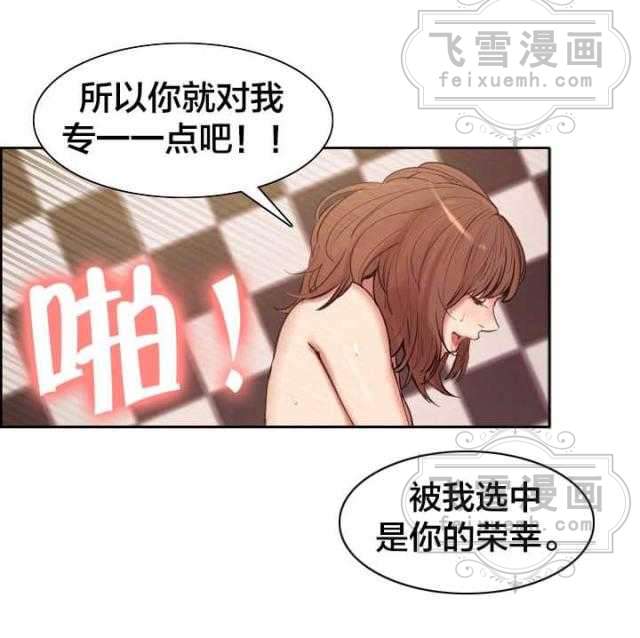 飞雪漫画
feixuemh.com
所以你就对我
专一一点吧！！
啪！
飞雪漫画
feixuemh.com
被我选中
是你的荣幸。